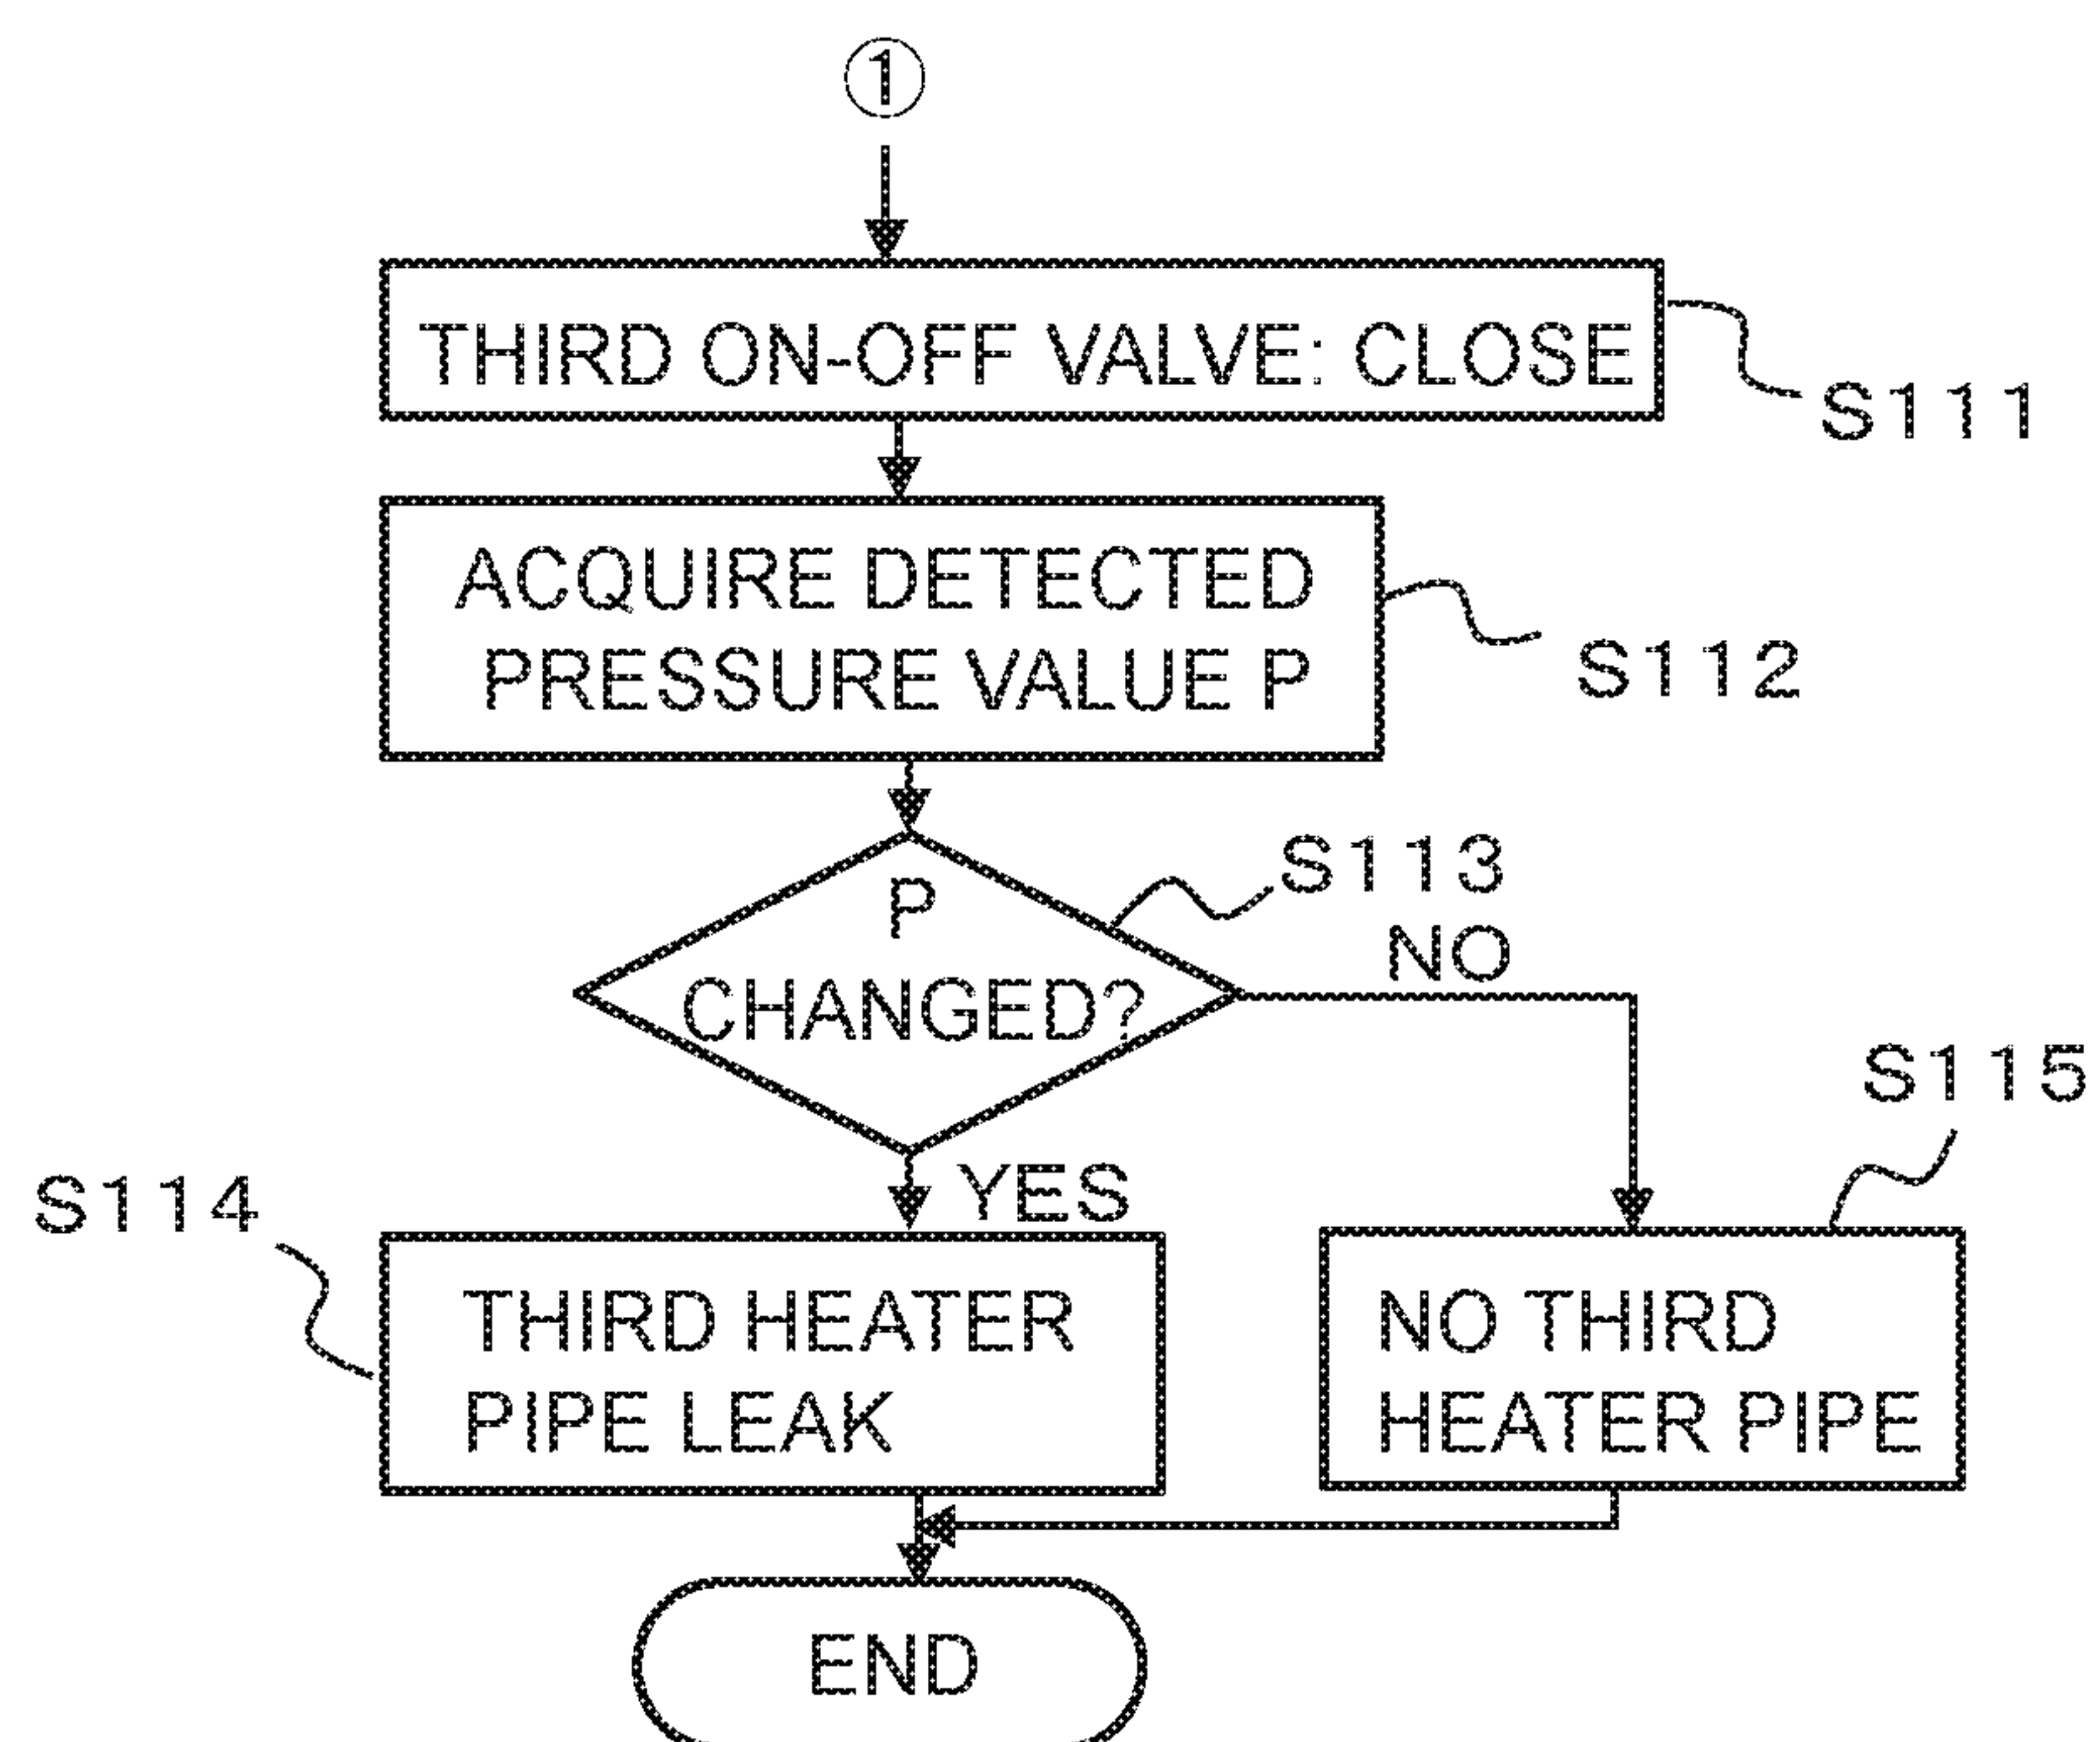 ①
THIRD ON-OFF VALVE: CLOSE
S111
ACQUIRE DETECTED
PRESSURE VALUE P
S112
P
CHANGED?
S113
NO
YES
S114
THIRD HEATER
PIPE LEAK
S115
NO THIRD
HEATER PIPE
END